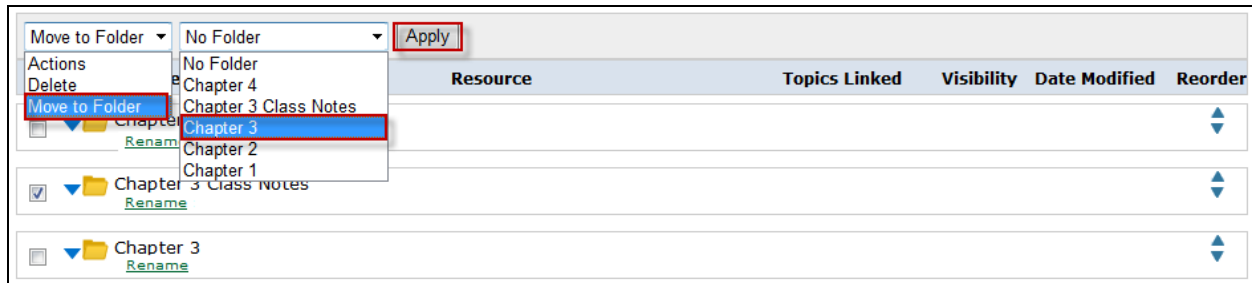 Move to Folder No Folder Apply
Actions No Folder
Delete Chapter 4
Resource Topics Linked Visibility Date Modified Reorder
Move to Folder Chapter 3 Class Notes
Chapter 3
Chapter 2
Chapter 1
Chapter 3 Class Notes
Rename
Chapter 3
Rename